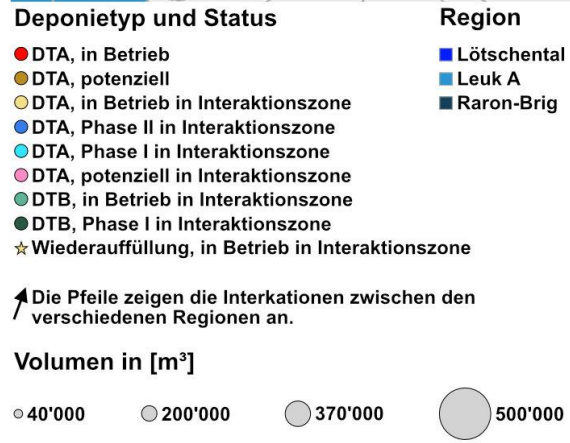 Deponietyp und Status
DTA, in Betrieb
DTA, potenziell
DTA, in Betrieb in Interaktionszone
DTA, Phase II in Interaktionszone
DTA, Phase I in Interaktionszone
DTA, potenziell in Interaktionszone
DTB, in Betrieb in Interaktionszone
DTB, Phase I in Interaktionszone
Wiederauffüllung, in Betrieb in Interaktionszone
Region
Lötschental
Leuk A
Raron-Brig
Die Pfeile zeigen die Interkationen zwischen den
verschiedenen Regionen an.
Volumen in [m³]
40'000 200'000 370'000 500'000